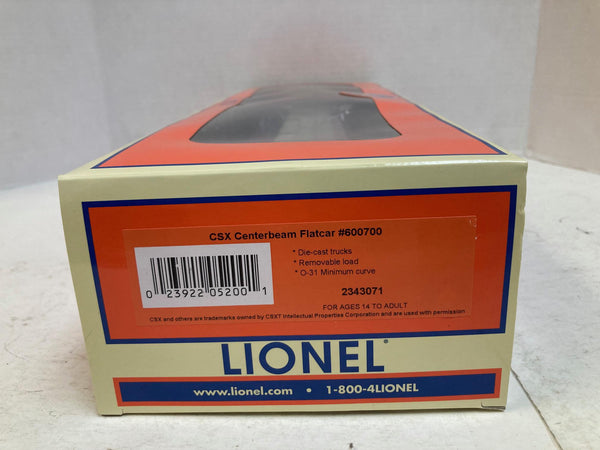 CSX Centerbeam Flatcar #600700
* Die-cast trucks
* Removable load
* O-31 Minimum curve
0 23922 05200 1
2343071
FOR AGES 14 TO ADULT
CSX and others are trademarks owned by CSXT Intellectual Properties Corporation and are used with permission
LIONEL®
www.lionel.com • 1-800-4LIONEL